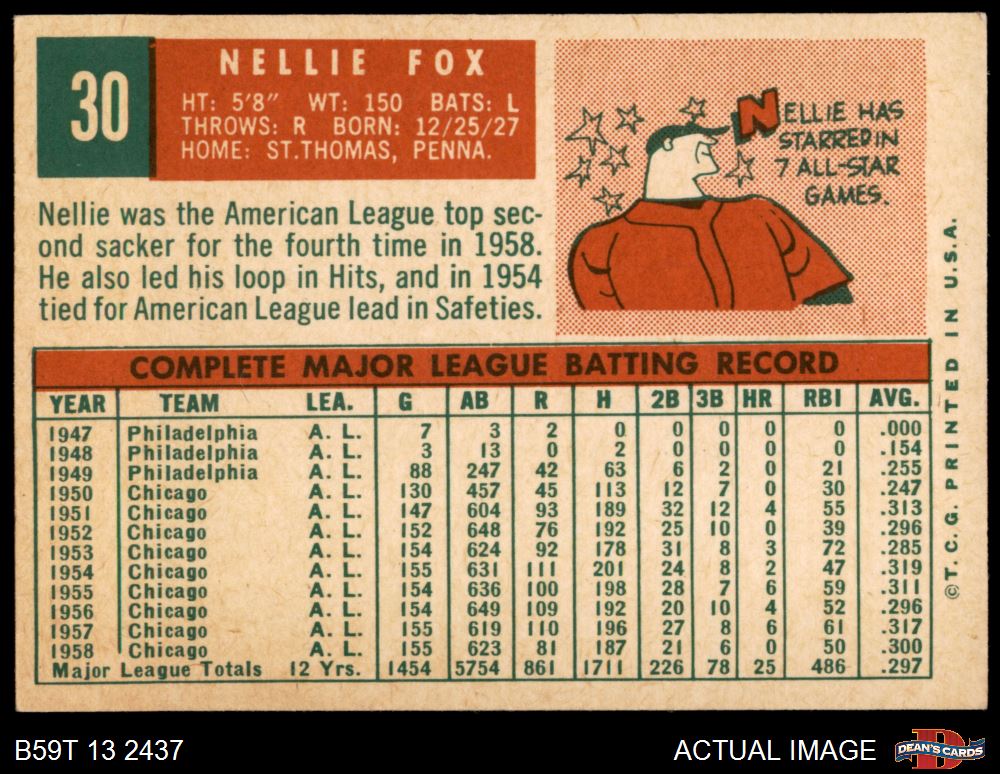 30
NELLIE FOX
HT: 5'8" WT: 150 BATS: L
THROWS: R BORN: 12/25/27
HOME: ST. THOMAS, PENNA.
NELLIE HAS
STARRED IN
7 ALL-STAR
GAMES.
Nellie was the American League top sec-
ond sacker for the fourth time in 1958.
He also led his loop in Hits, and in 1954
tied for American League lead in Safeties.
COMPLETE MAJOR LEAGUE BATTING RECORD
YEAR TEAM LEA. G AB R H 2B 3B HR RBI AVG.
1947 Philadelphia A. L. 7 3 2 0 0 0 0 0 .000
1948 Philadelphia A. L. 3 13 0 2 0 0 0 0 .154
1949 Philadelphia A. L. 88 247 42 63 6 2 0 21 .255
1950 Chicago A. L. 130 457 45 113 12 7 0 30 .247
1951 Chicago A. L. 147 604 93 189 32 12 4 55 .313
1952 Chicago A. L. 152 648 76 192 25 10 0 39 .296
1953 Chicago A. L. 154 624 92 178 31 8 3 72 .285
1954 Chicago A. L. 155 631 111 201 24 8 2 47 .319
1955 Chicago A. L. 154 636 100 198 28 7 6 59 .311
1956 Chicago A. L. 154 649 109 192 20 10 4 52 .296
1957 Chicago A. L. 155 619 110 196 27 8 6 61 .317
1958 Chicago A. L. 155 623 81 187 21 6 0 50 .300
Major League Totals 12 Yrs. 1454 5754 861 1711 226 78 25 486 .297
© T. C. G. PRINTED IN U.S.A.
B59T 13 2437
ACTUAL IMAGE
D
DEAN'S CARDS